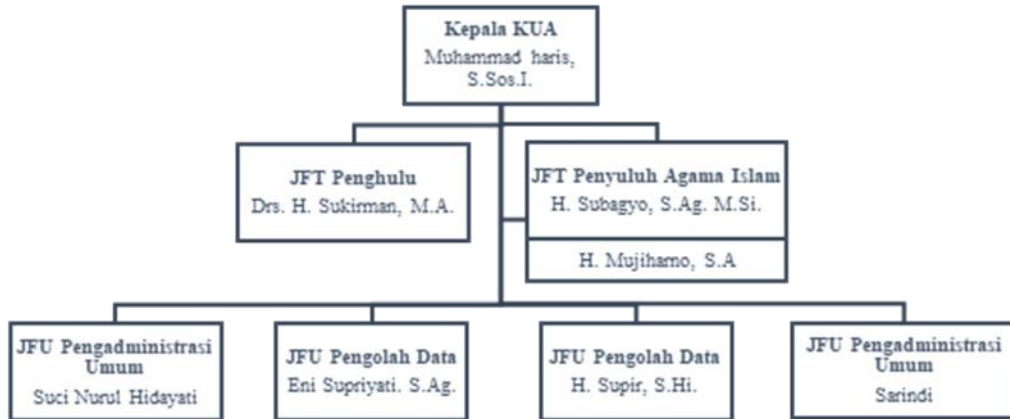 Kepala KUA
Muhammad haris,
S.Sos.I.
JFT Penghulu
Drs. H. Sukirman, M.A.
JFT Penyuluh Agama Islam
H. Subagyo, S.Ag. M.Si.
H. Mujiharno, S.A
JFU Pengadministrasi
Umum
Suci Nurul Hidayati
JFU Pengolah Data
Eni Supriyati. S.Ag.
JFU Pengolah Data
H. Supir, S.Hi.
JFU Pengadministrasi
Umum
Sarindi